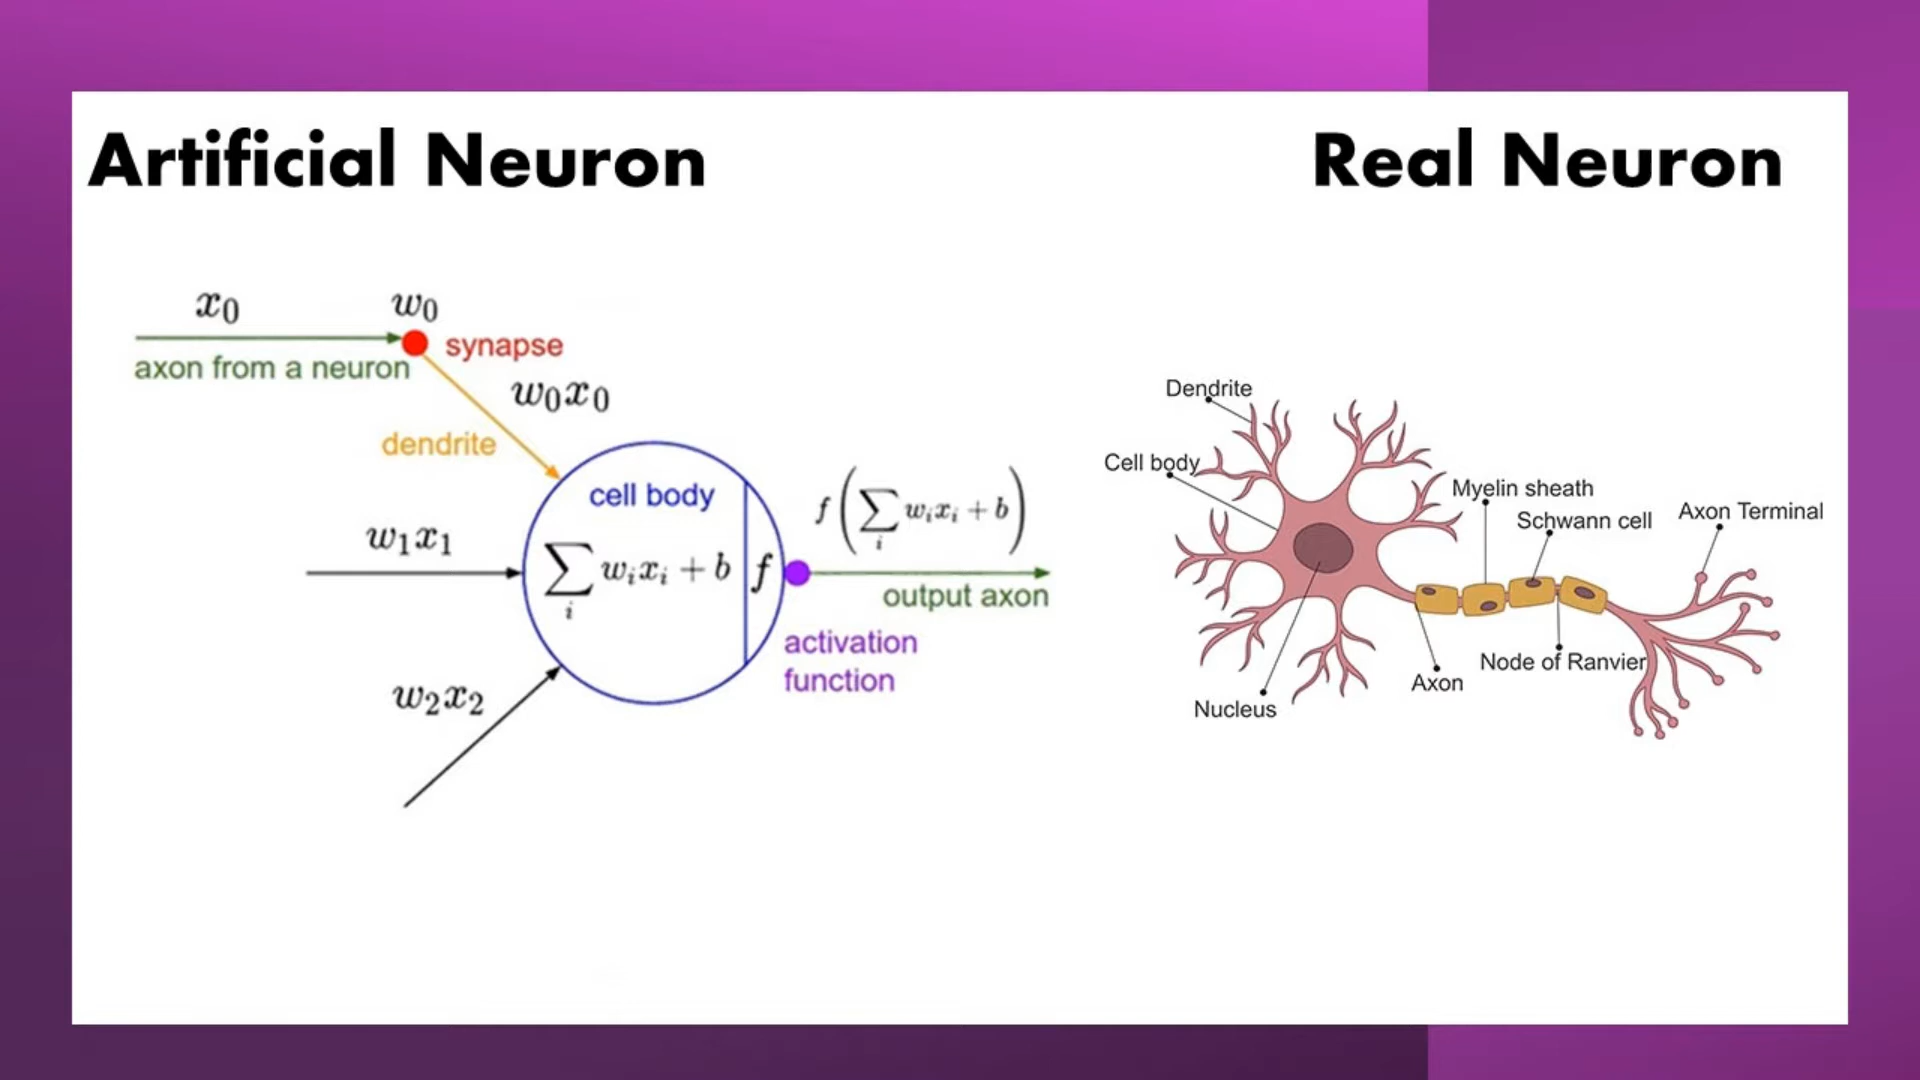 Artificial Neuron
Real Neuron
x₀
w₀
axon from a neuron
synapse
w₀x₀
dendrite
cell body
w₁x₁
∑ᵢ wᵢxᵢ + b
f
f(∑ᵢ wᵢxᵢ + b)
output axon
activation
function
w₂x₂
Dendrite
Cell body
Myelin sheath
Schwann cell
Axon Terminal
Node of Ranvier
Axon
Nucleus